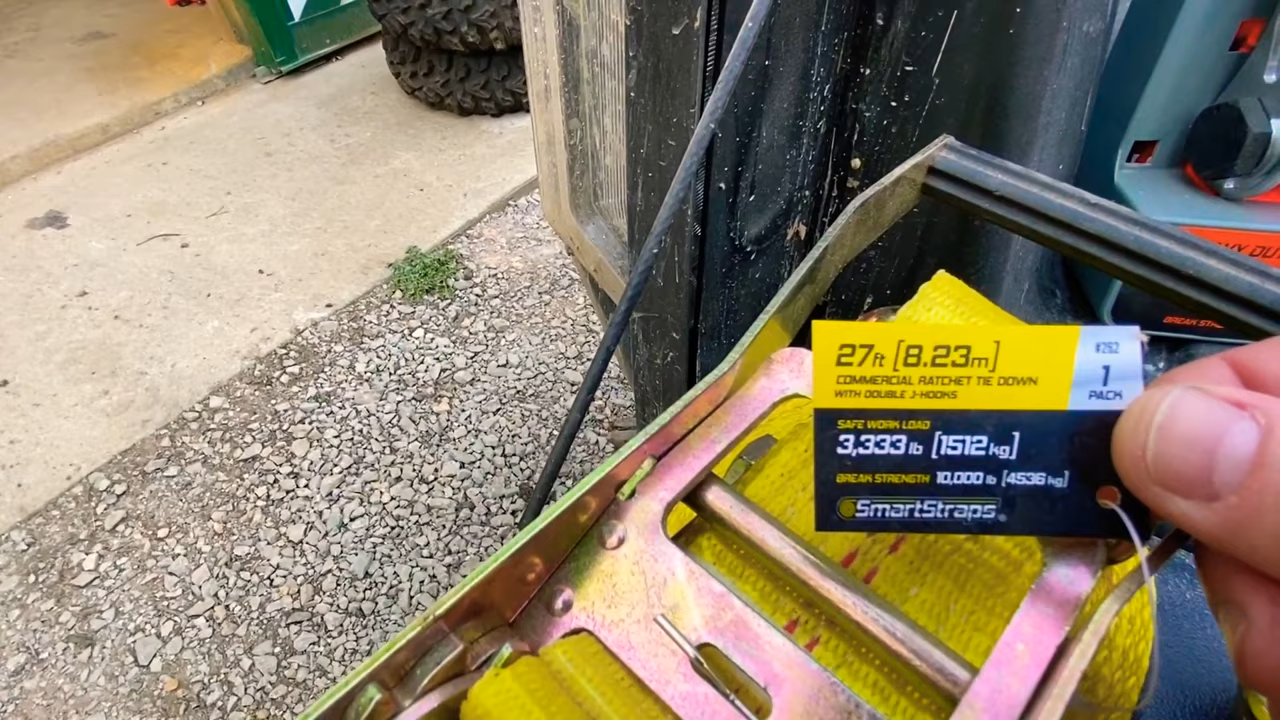 27ft [8.23m]
COMMERCIAL RATCHET TIE DOWN
WITH DOUBLE J-HOOKS
#262
1
PACK
SAFE WORK LOAD
3,333 lb [1512 kg]
BREAK STRENGTH 10,000 lb [4536 kg]
SmartStraps®